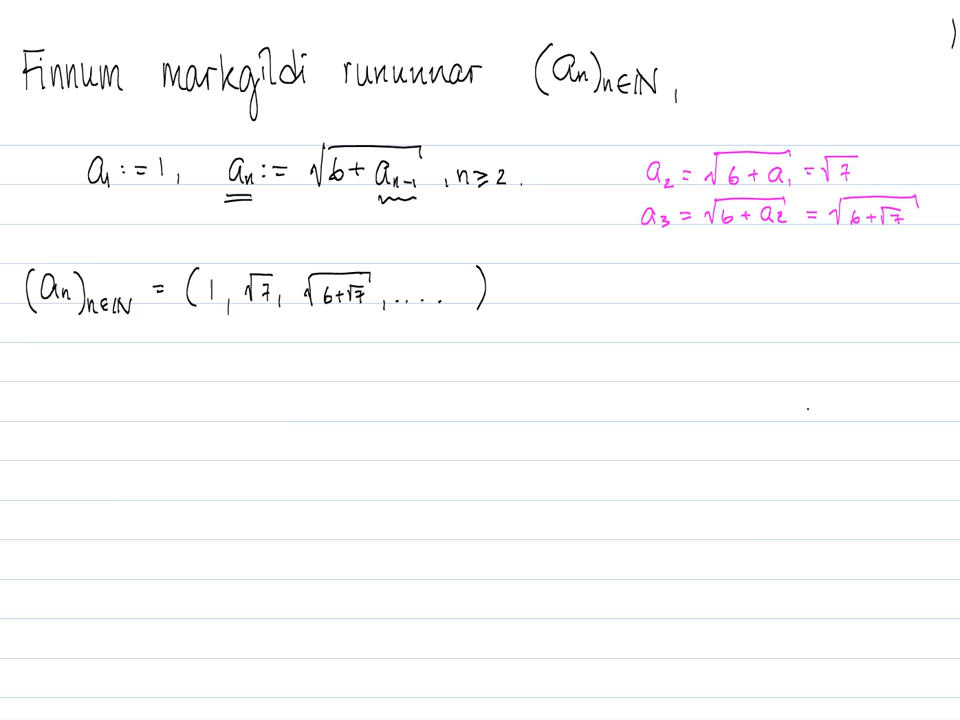 Finnum markgildi rununnar (aₙ)ₙ∈ℕ,
a₁ := 1, aₙ := √(6 + aₙ₋₁), n ≥ 2.
a₂ = √(6 + a₁) = √7
a₃ = √(6 + a₂) = √(6+√7)
(aₙ)ₙ∈ℕ = (1, √7, √(6+√7), .... )